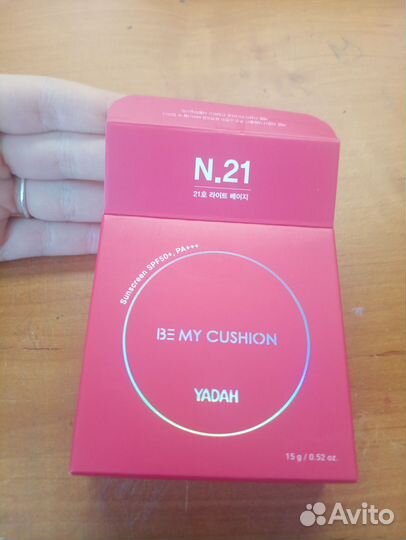 N.21
21호 라이트 베이지
Sunscreen SPF50+, PA+++
BE MY CUSHION
YADAH
15 g / 0.52 oz.
Avito